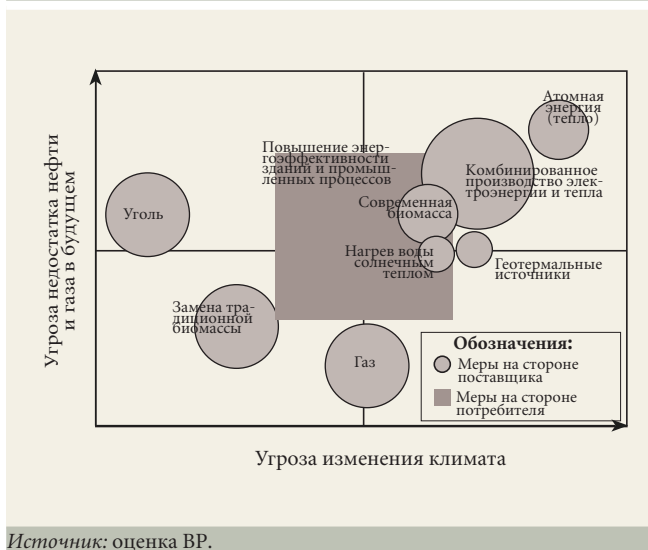 Угроза недостатка нефти
и газа в будущем
Атомная
энергия
(тепло)
Повышение энер-
гоэффективности
зданий и промыш-
ленных процессов
Комбинированное
производство элек-
троэнергии и тепла
Современная
биомасса
Уголь
Нагрев воды
солнечным
теплом
Геотермальные
источники
Замена тра-
диционной
биомассы
Газ
Обозначения:
Меры на стороне
поставщика
Меры на стороне
потребителя
Угроза изменения климата
Источник: оценка ВР.